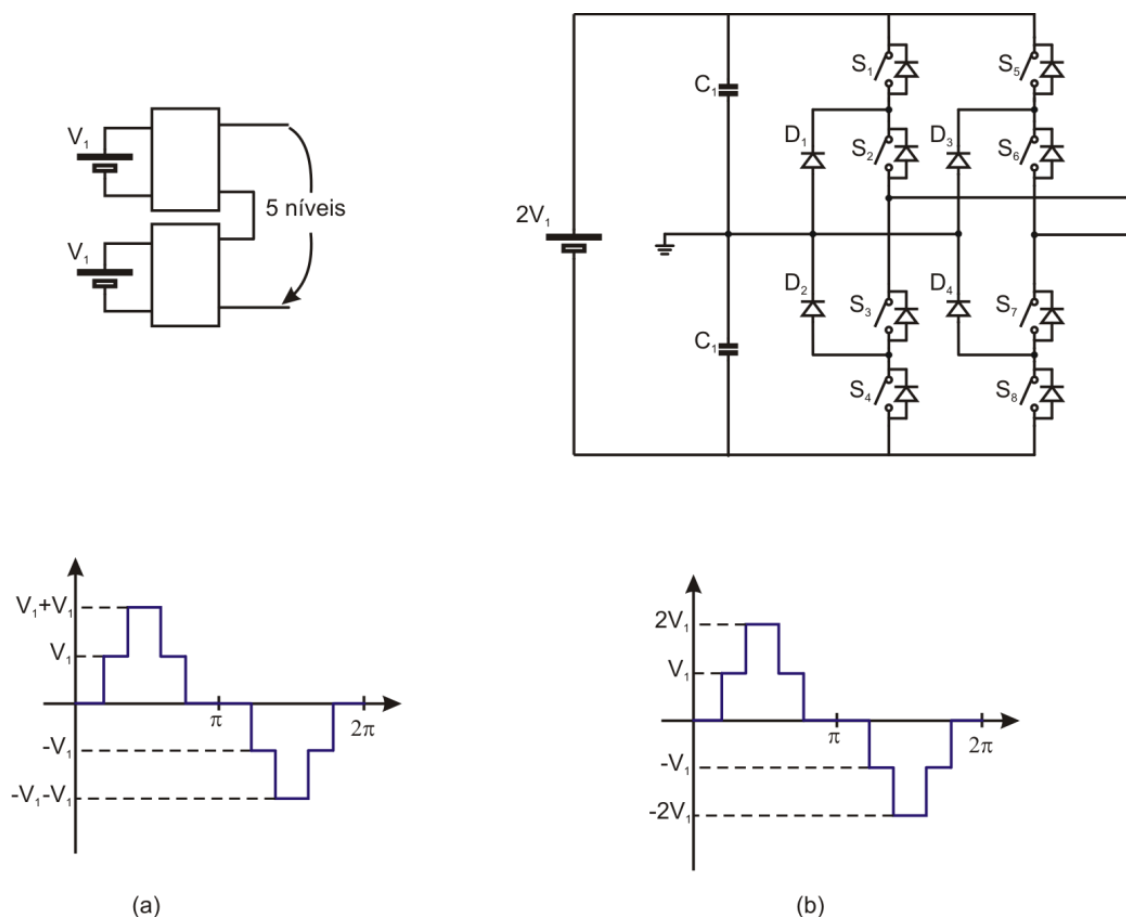 V₁
V₁
5 níveis
2V₁
C₁
C₁
D₁
D₂
S₁
S₂
S₃
S₄
D₃
D₄
S₅
S₆
S₇
S₈
V₁+V₁
V₁
-V₁
-V₁-V₁
π
2π
(a)
2V₁
V₁
-V₁
-2V₁
π
2π
(b)